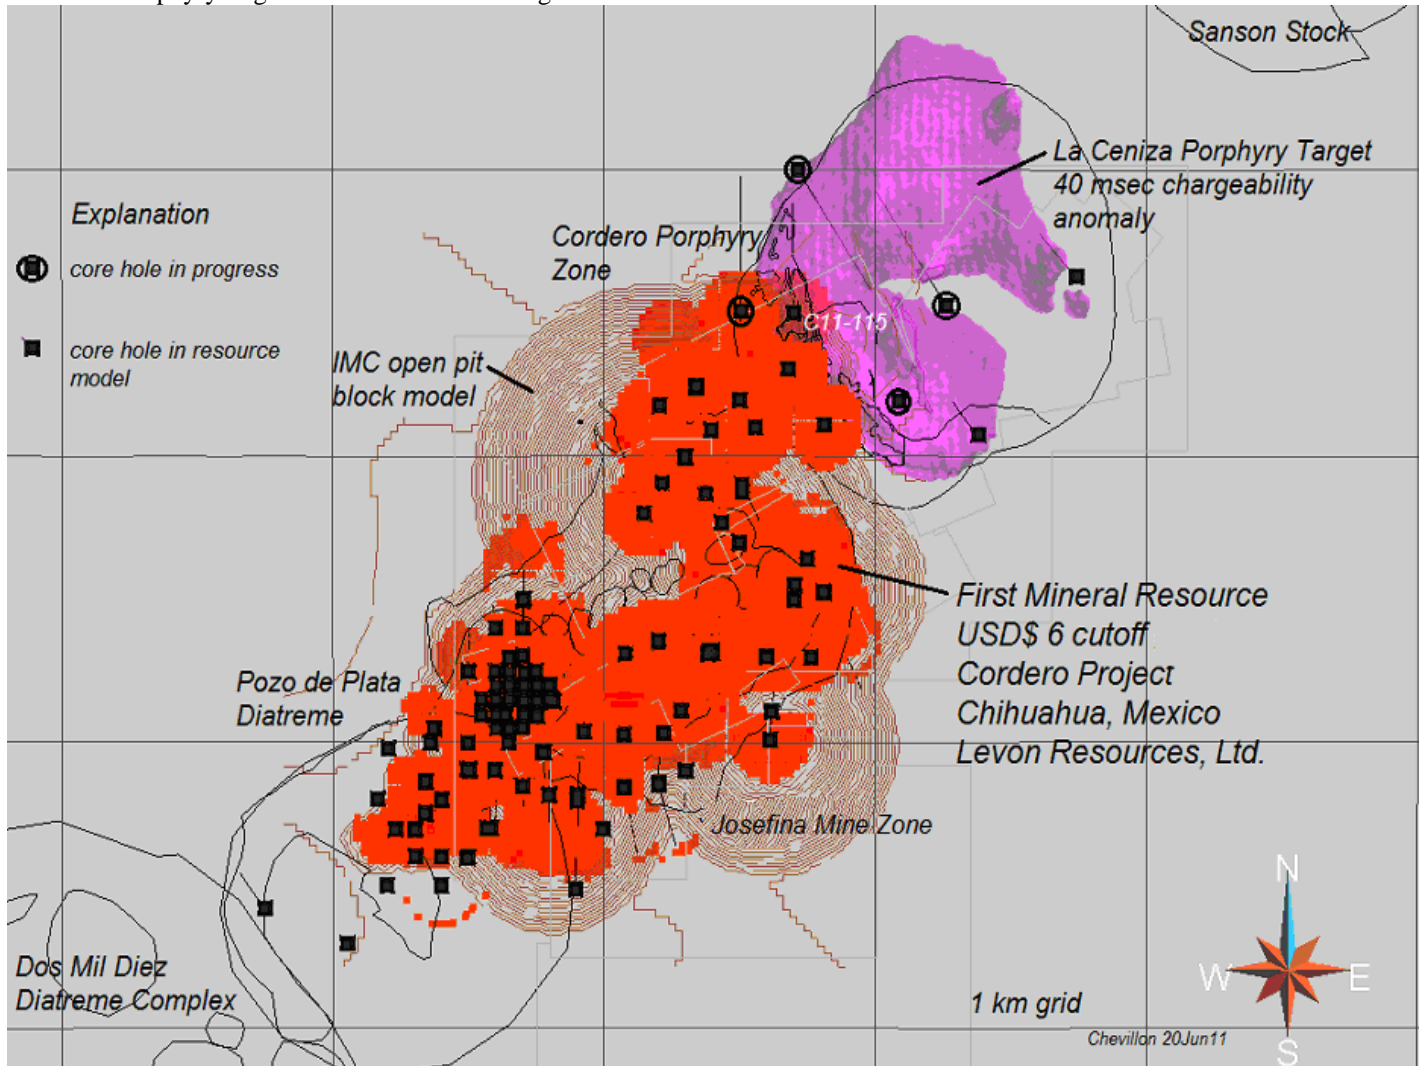 Sanson Stock
La Ceniza Porphyry Target
40 msec chargeability
anomaly
Explanation
core hole in progress
core hole in resource
model
Cordero Porphyry
Zone
C11-115
IMC open pit
block model
First Mineral Resource
USD$ 6 cutoff
Cordero Project
Chihuahua, Mexico
Levon Resources, Ltd.
Pozo de Plata
Diatreme
Josefina Mine Zone
Dos Mil Diez
Diatreme Complex
1 km grid
Chevillon 20Jun11
N
W
E
S